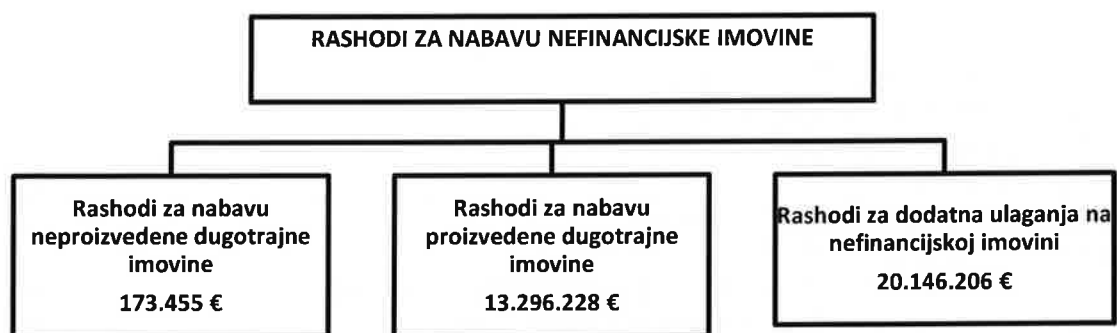 RASHODI ZA NABAVU NEFINANCIJSKE IMOVINE
Rashodi za nabavu
neproizvedene dugotrajne
imovine
173.455 €
Rashodi za nabavu
proizvedene dugotrajne
imovine
13.296.228 €
Rashodi za dodatna ulaganja na
nefinancijskoj imovini
20.146.206 €